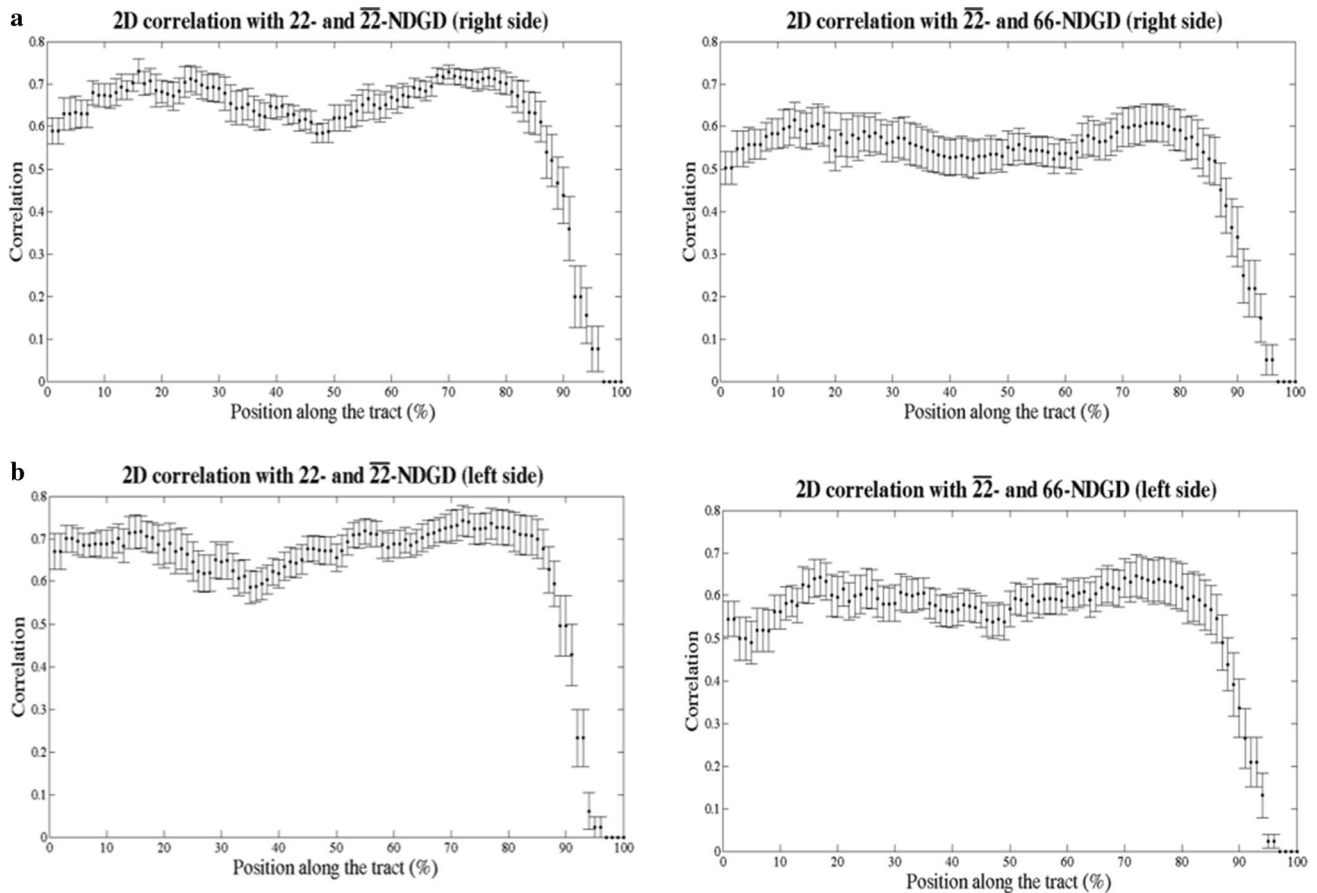 a
2D correlation with 22- and 2̅2̅-NDGD (right side)
0.8
0.7
0.6
0.5
0.4
0.3
0.2
0.1
0
Correlation
0 10 20 30 40 50 60 70 80 90 100
Position along the tract (%)
2D correlation with 2̅2̅- and 66-NDGD (right side)
0.8
0.7
0.6
0.5
0.4
0.3
0.2
0.1
0
Correlation
0 10 20 30 40 50 60 70 80 90 100
Position along the tract (%)
b
2D correlation with 22- and 2̅2̅-NDGD (left side)
0.8
0.7
0.6
0.5
0.4
0.3
0.2
0.1
0
Correlation
0 10 20 30 40 50 60 70 80 90 100
Position along the tract (%)
2D correlation with 2̅2̅- and 66-NDGD (left side)
0.8
0.7
0.6
0.5
0.4
0.3
0.2
0.1
0
Correlation
0 10 20 30 40 50 60 70 80 90 100
Position along the tract (%)